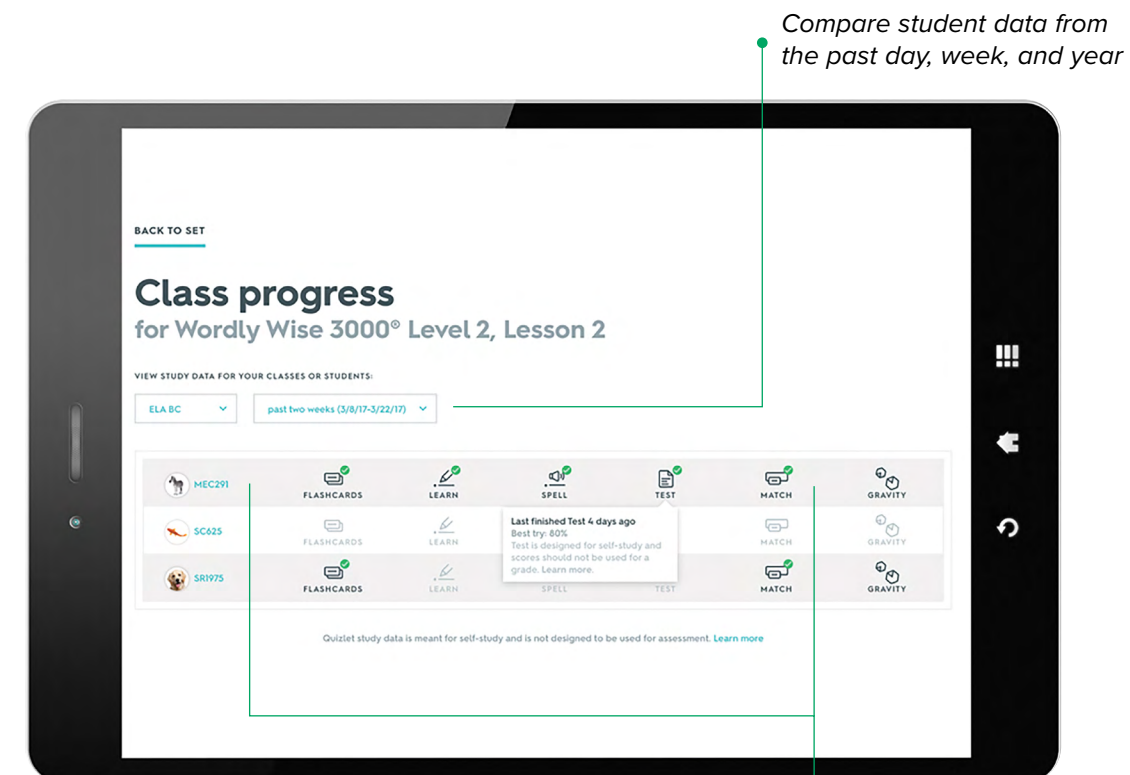 Compare student data from
the past day, week, and year
BACK TO SET
Class progress
for Wordly Wise 3000® Level 2, Lesson 2
VIEW STUDY DATA FOR YOUR CLASSES OR STUDENTS:
ELA BC past two weeks (3/8/17-3/22/17)
MEC291 FLASHCARDS LEARN SPELL TEST MATCH GRAVITY
SC625 FLASHCARDS LEARN MATCH GRAVITY
Last finished Test 4 days ago
Best try: 80%
Test is designed for self-study and
scores should not be used for a
grade. Learn more.
SR1975 FLASHCARDS LEARN SPELL TEST MATCH GRAVITY
Quizlet study data is meant for self-study and is not designed to be used for assessment. Learn more